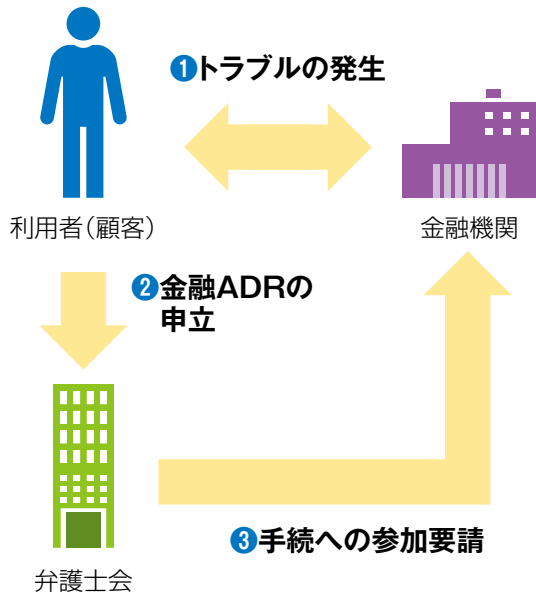 ❶トラブルの発生
利用者（顧客）
金融機関
❷金融ADRの
申立
❸手続への参加要請
弁護士会